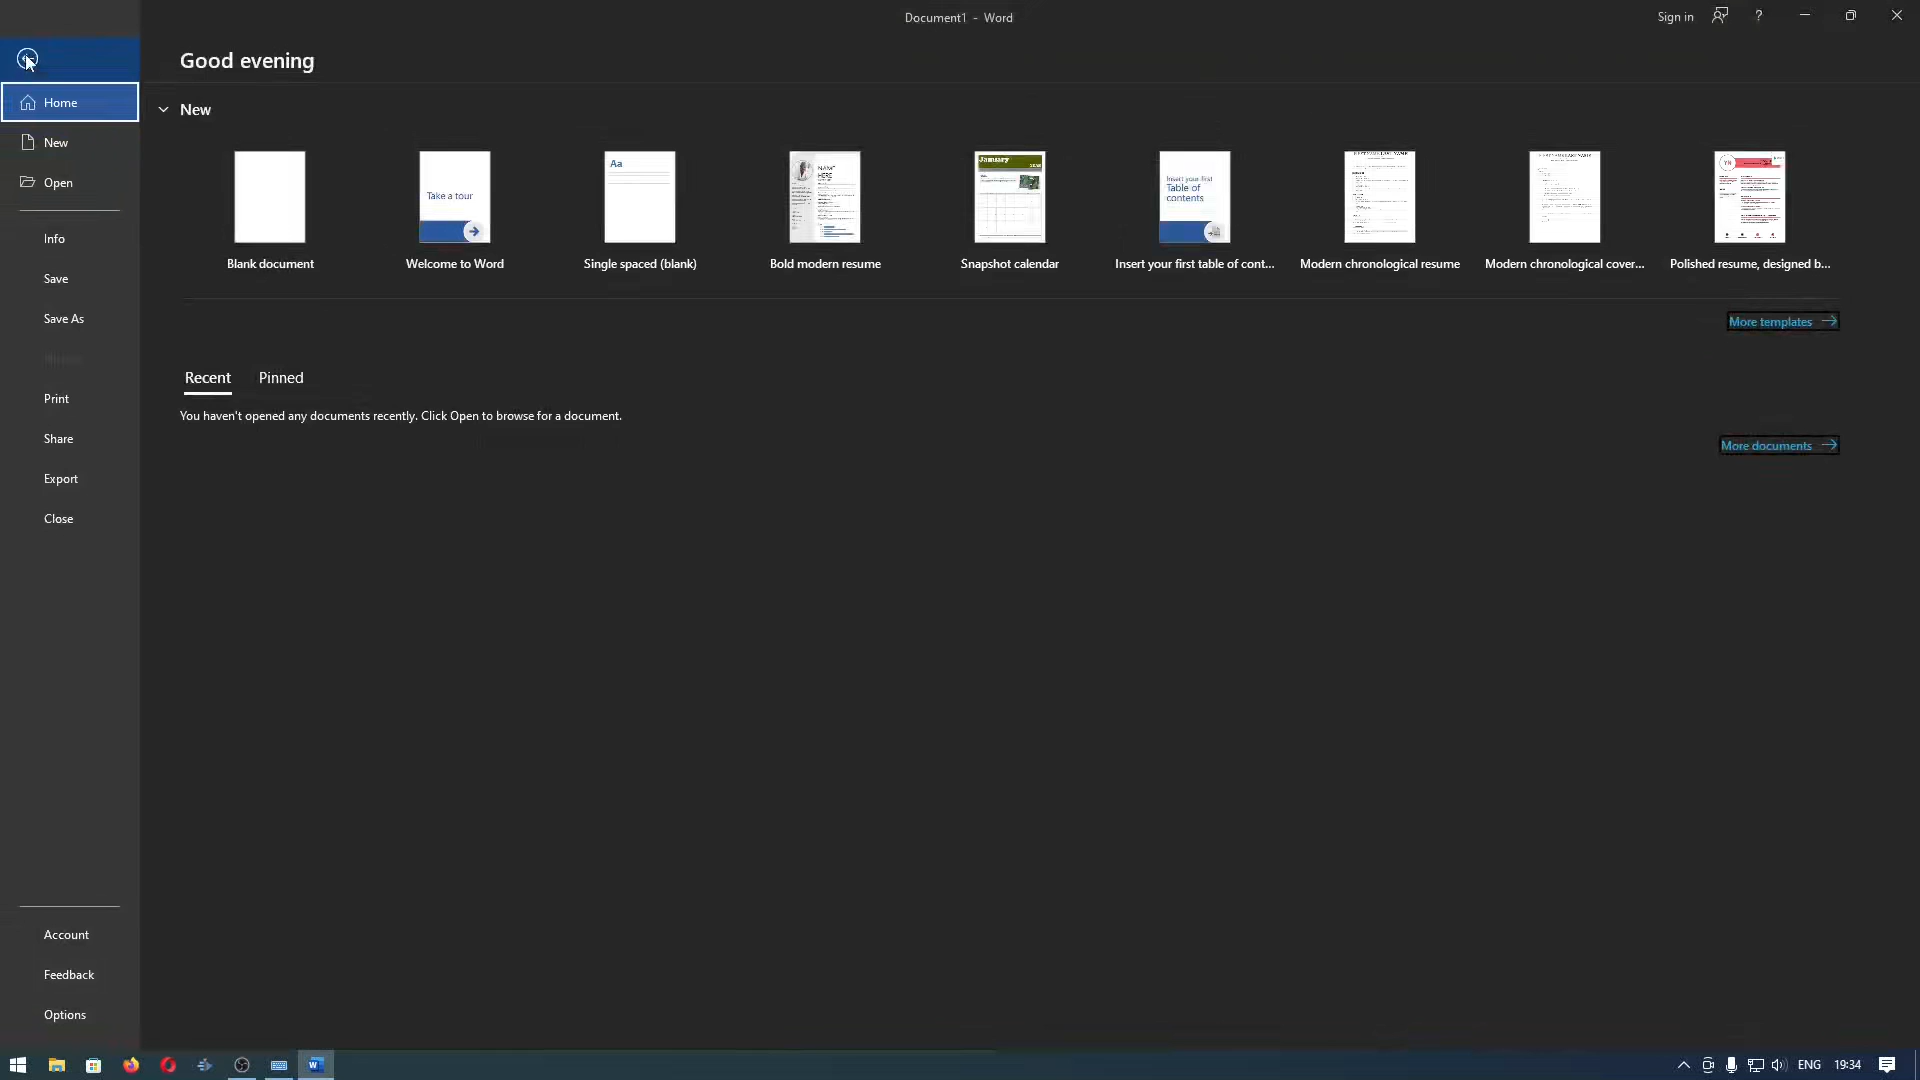 Document1 - Word
Sign in
?
Good evening
Home
New
Open
Info
Save
Save As
Print
Share
Export
Close
Account
Feedback
Options
New
Take a tour
Aa
NAME
HERE
January
Insert your first
Table of
contents
YN
Blank document
Welcome to Word
Single spaced (blank)
Bold modern resume
Snapshot calendar
Insert your first table of cont...
Modern chronological resume
Modern chronological cover...
Polished resume, designed b...
More templates
Recent Pinned
You haven't opened any documents recently. Click Open to browse for a document.
More documents
W
ENG 19:34